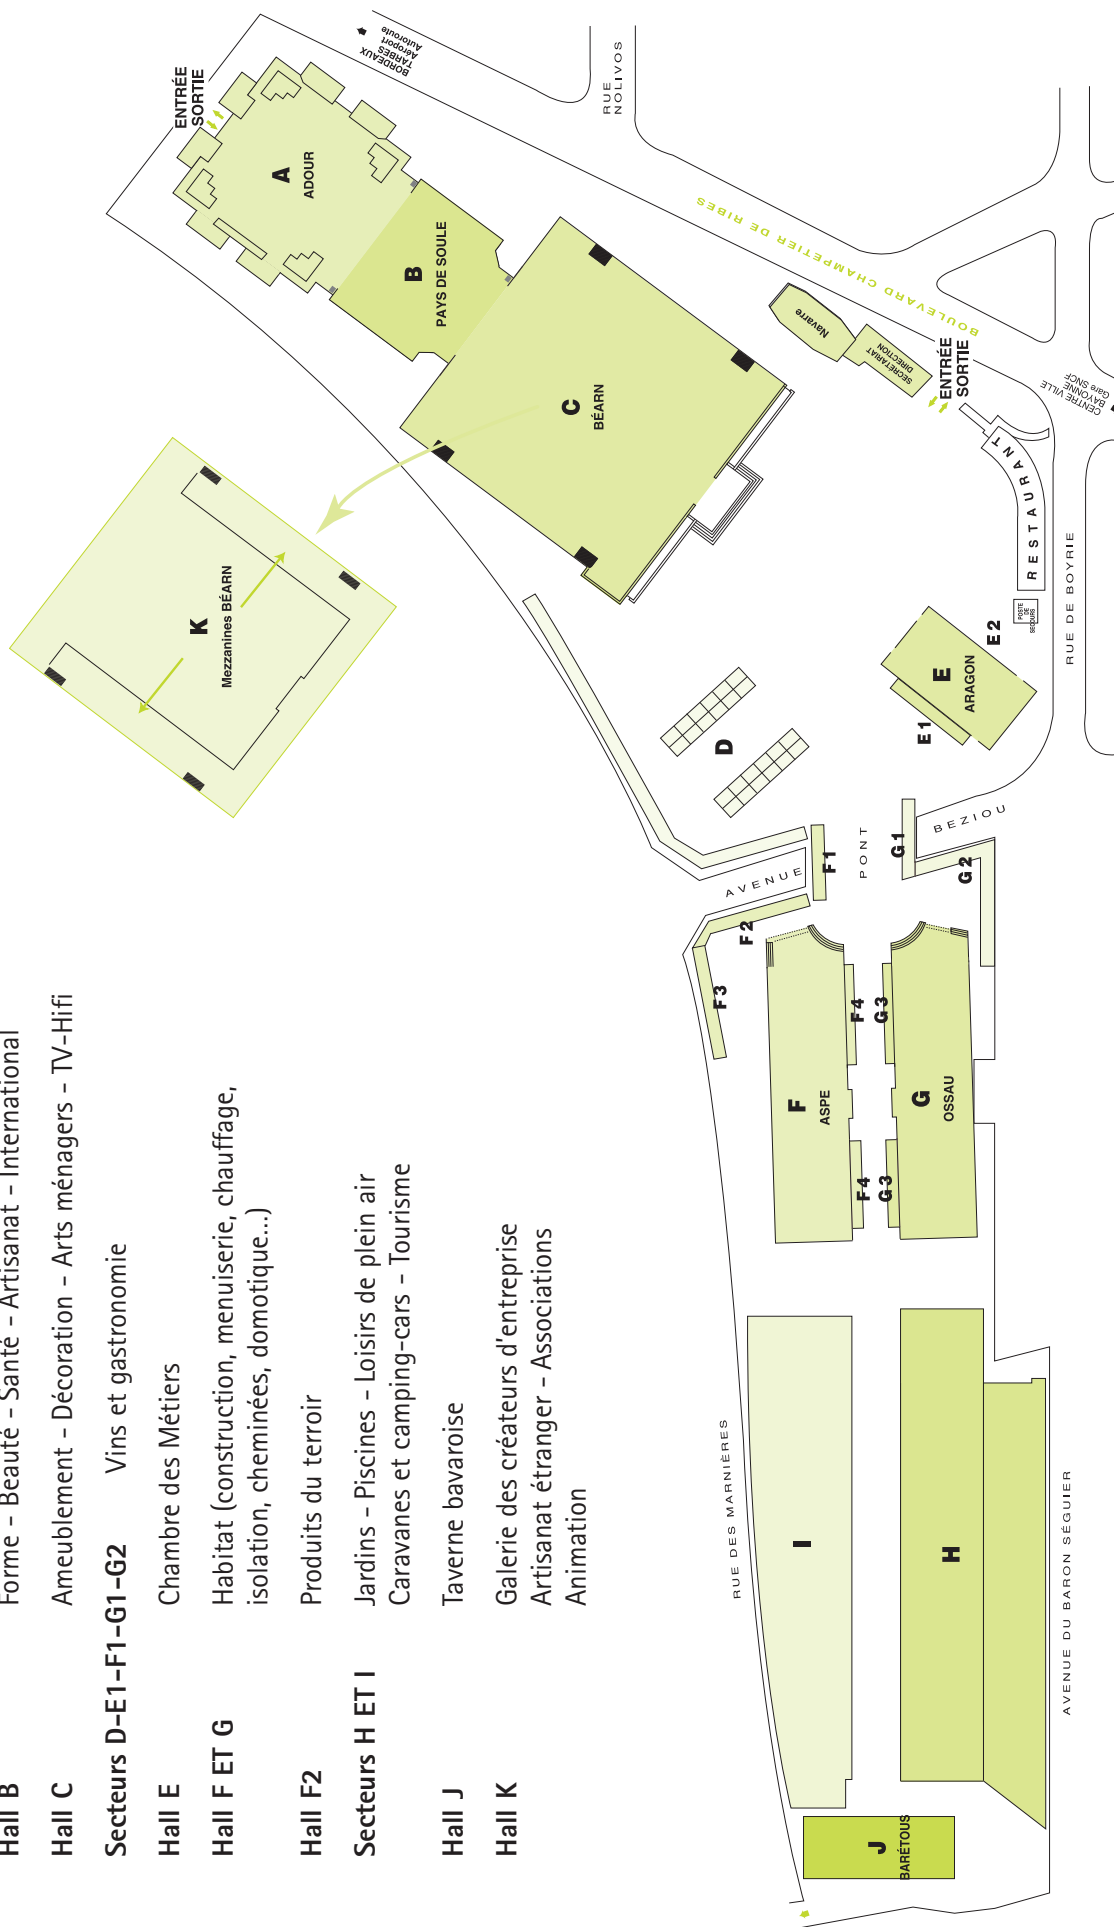 Hall B Forme - Beauté - Santé - Artisanat - International
Hall C Ameublement - Décoration - Arts ménagers - TV-Hifi
Secteurs D-E1-F1-G1-G2 Vins et gastronomie
Hall E Chambre des Métiers
Hall F ET G Habitat (construction, menuiserie, chauffage,
isolation, cheminées, domotique...)
Hall F2 Produits du terroir
Secteurs H ET I Jardins - Piscines - Loisirs de plein air
Caravanes et camping-cars - Tourisme
Hall J Taverne bavaroise
Hall K Galerie des créateurs d'entreprise
Artisanat étranger - Associations
Animation
K
Mezzanines BÉARN
ENTRÉE
SORTIE
A
ADOUR
B
PAYS DE SOULE
C
BÉARN
BORDEAUX
TARBES
Aéroport
Autoroute
RUE
NOLIVOS
BOULEVARD CHAMPETIER DE RIBES
Navarre
SECRÉTARIAT
DIRECTION
ENTRÉE
SORTIE
CENTRE VILLE
BAYONNE
Gare SNCF
RESTAURANT
POSTE
DE
SECOURS
RUE DE BOYRIE
E 2
E
ARAGON
E 1
D
F 1
AVENUE
PONT
BEZIOU
G 1
G 2
F 2
F 3
F 4
G 3
F
ASPE
G
OSSAU
F 4
G 3
RUE DES MARNIÈRES
I
H
AVENUE DU BARON SÉGUIER
J
BARÉTOUS